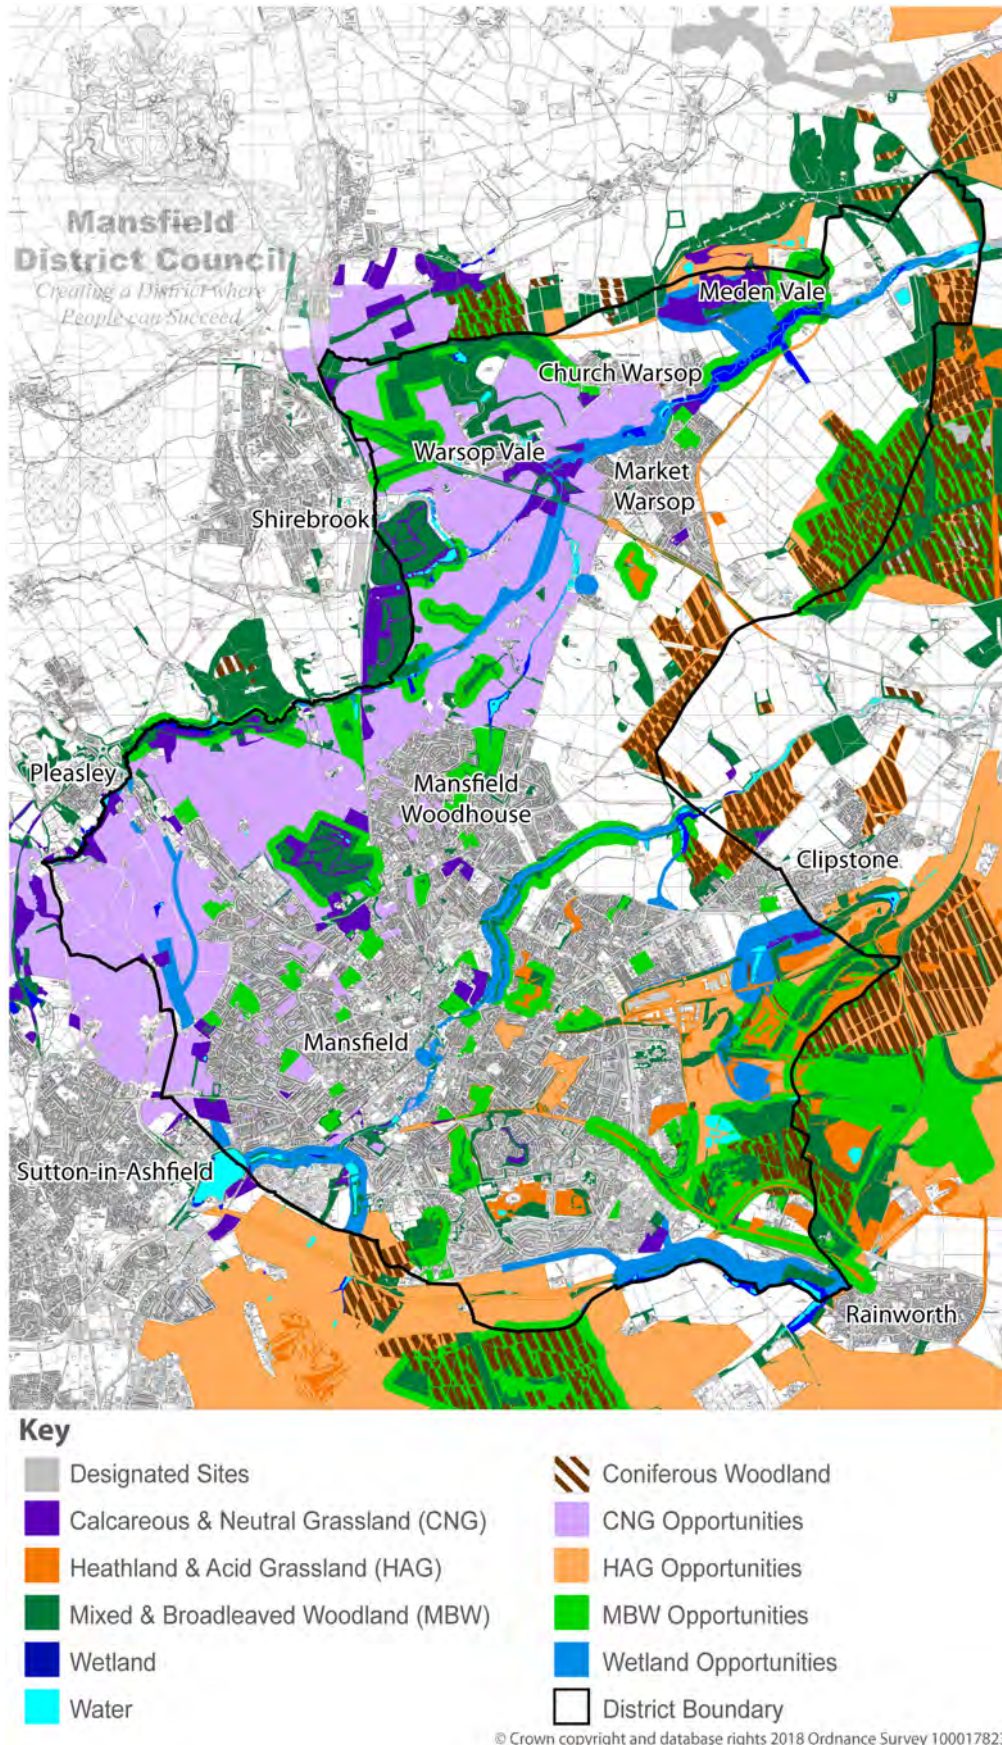 Mansfield
District Council
Creating a District where
People can Succeed
Meden Vale
Church Warsop
Warsop Vale
Market
Warsop
Shirebrook
Pleasley
Mansfield
Woodhouse
Clipstone
Mansfield
Sutton-in-Ashfield
Rainworth
Key
Designated Sites
Calcareous & Neutral Grassland (CNG)
Heathland & Acid Grassland (HAG)
Mixed & Broadleaved Woodland (MBW)
Wetland
Water
Coniferous Woodland
CNG Opportunities
HAG Opportunities
MBW Opportunities
Wetland Opportunities
District Boundary
© Crown copyright and database rights 2018 Ordnance Survey 100017823